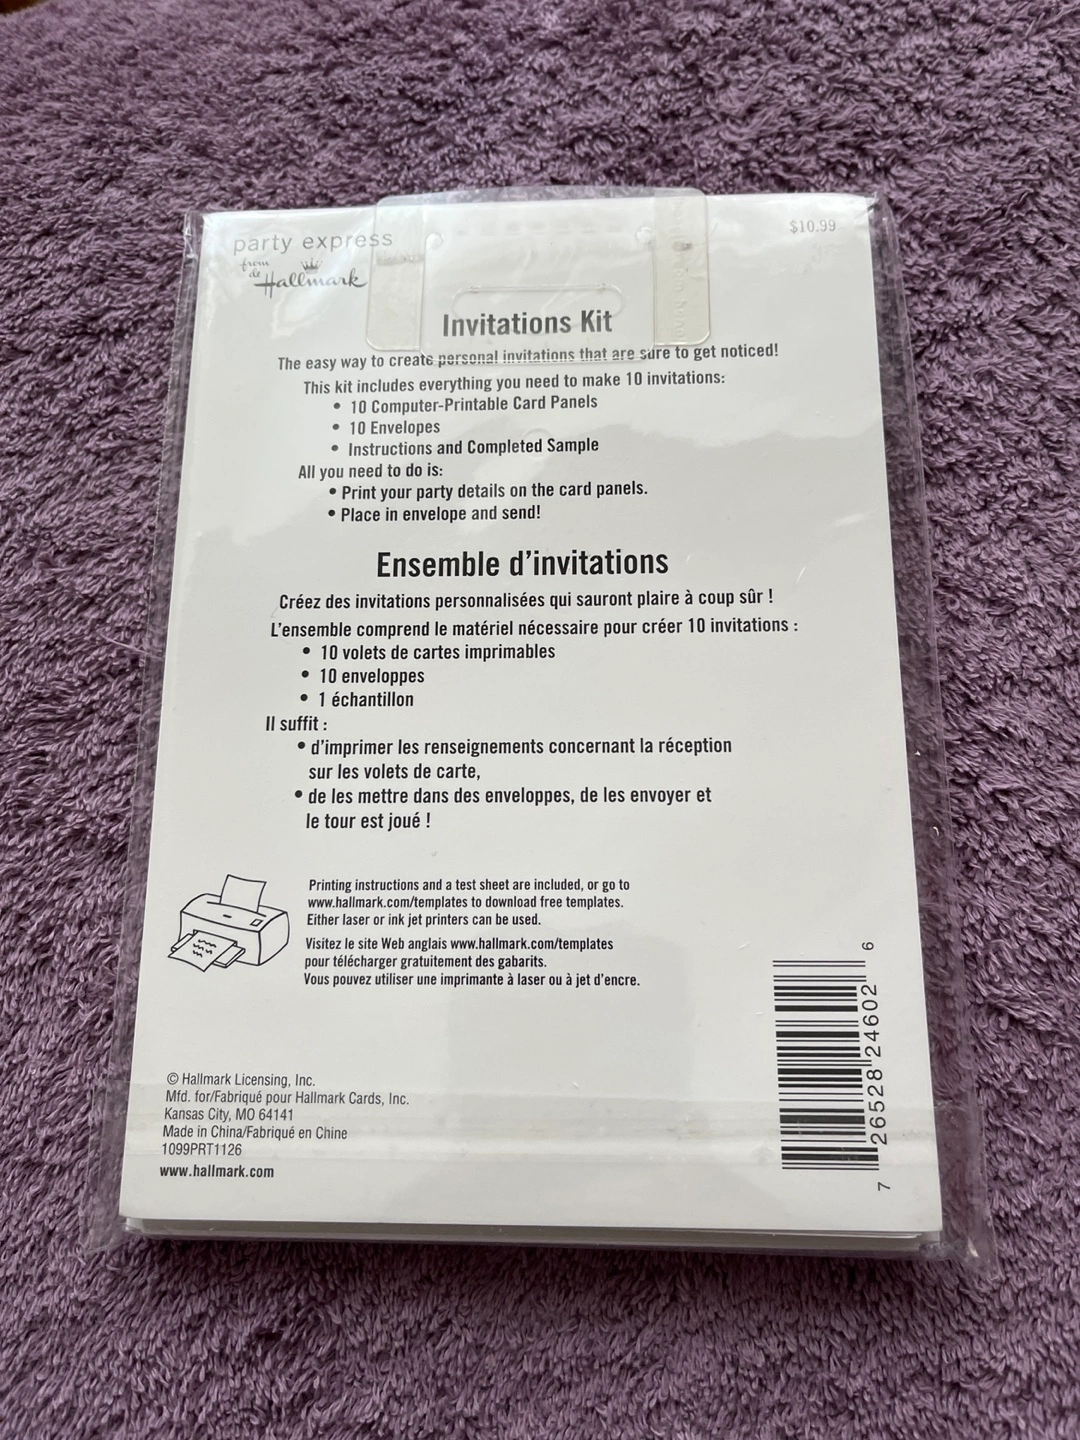 party express
from
de
Hallmark
$10.99
Invitations Kit
The easy way to create personal invitations that are sure to get noticed!
This kit includes everything you need to make 10 invitations:
• 10 Computer-Printable Card Panels
• 10 Envelopes
• Instructions and Completed Sample
All you need to do is:
• Print your party details on the card panels.
• Place in envelope and send!
Ensemble d'invitations
Créez des invitations personnalisées qui sauront plaire à coup sûr !
L'ensemble comprend le matériel nécessaire pour créer 10 invitations :
• 10 volets de cartes imprimables
• 10 enveloppes
• 1 échantillon
Il suffit :
• d'imprimer les renseignements concernant la réception
sur les volets de carte,
• de les mettre dans des enveloppes, de les envoyer et
le tour est joué !
Printing instructions and a test sheet are included, or go to
www.hallmark.com/templates to download free templates.
Either laser or ink jet printers can be used.
Visitez le site Web anglais www.hallmark.com/templates
pour télécharger gratuitement des gabarits.
Vous pouvez utiliser une imprimante à laser ou à jet d'encre.
© Hallmark Licensing, Inc.
Mfd. for/Fabriqué pour Hallmark Cards, Inc.
Kansas City, MO 64141
Made in China/Fabriqué en Chine
1099PRT1126
www.hallmark.com
7 26528 24602 6